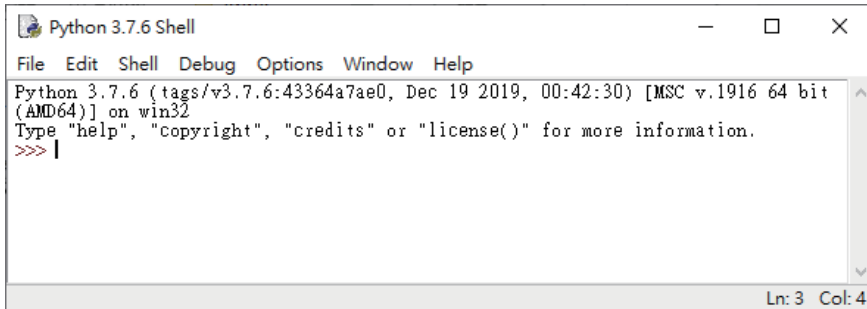 Python 3.7.6 Shell
File Edit Shell Debug Options Window Help
Python 3.7.6 (tags/v3.7.6:43364a7ae0, Dec 19 2019, 00:42:30) [MSC v.1916 64 bit
(AMD64)] on win32
Type "help", "copyright", "credits" or "license()" for more information.
>>>
Ln: 3 Col: 4